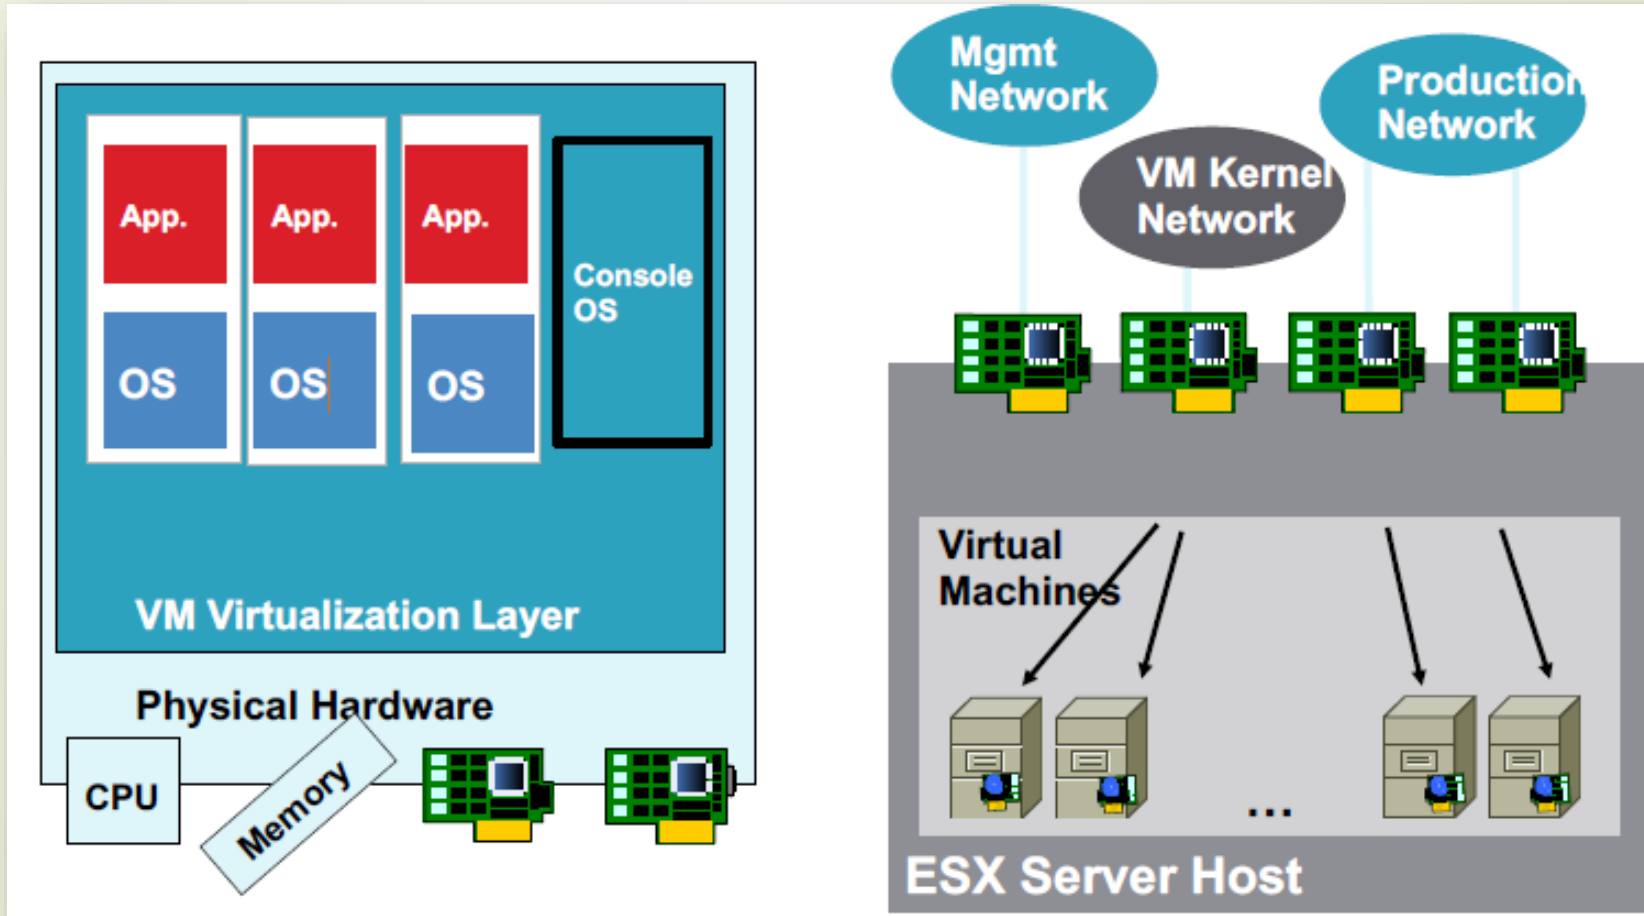 App.
App.
App.
Console
OS
OS
OS
OS
VM Virtualization Layer
Physical Hardware
CPU
Memory
Mgmt
Network
Production
Network
VM Kernel
Network
Virtual
Machines
...
ESX Server Host